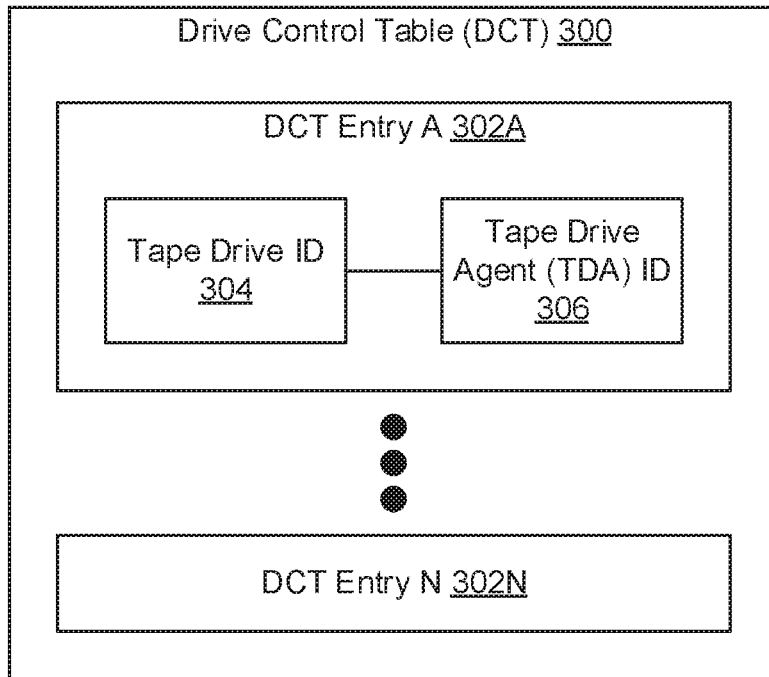 Drive Control Table (DCT) 300
DCT Entry A 302A
Tape Drive ID
304
Tape Drive
Agent (TDA) ID
306
DCT Entry N 302N